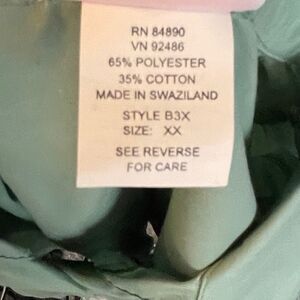 RN 84890
VN 92486
65% POLYESTER
35% COTTON
MADE IN SWAZILAND
STYLE B3X
SIZE: XX
SEE REVERSE
FOR CARE